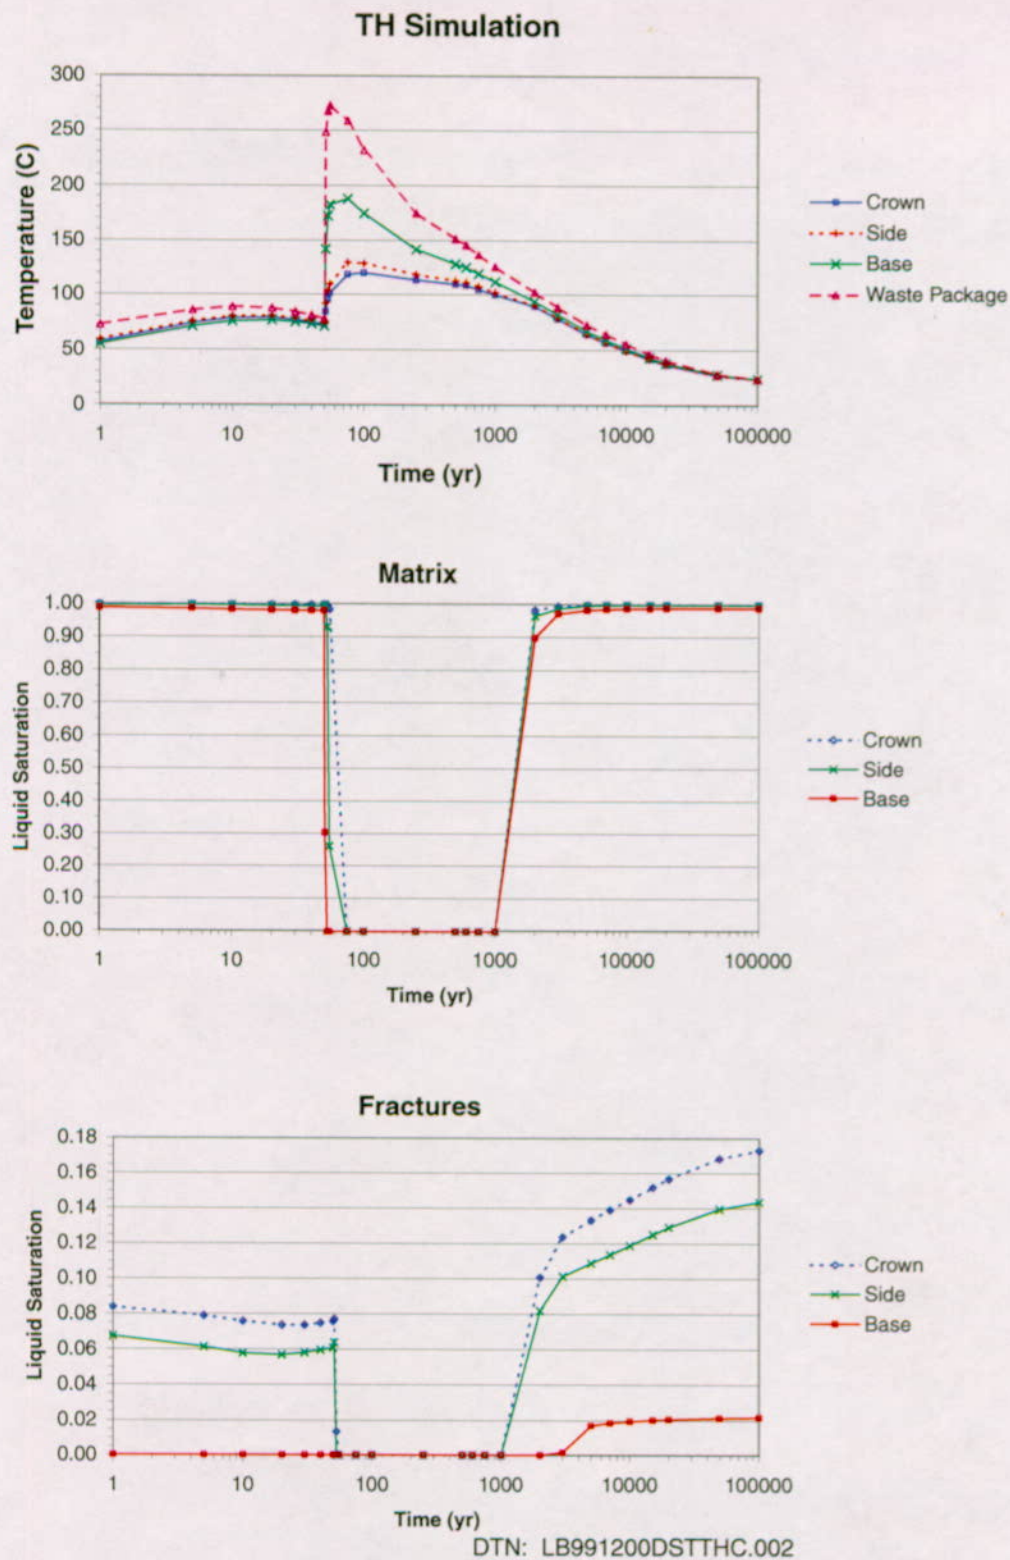 TH Simulation
300
250
200
150
100
50
0
Temperature (C)
1 10 100 1000 10000 100000
Time (yr)
Crown
Side
Base
Waste Package
Matrix
1.00
0.90
0.80
0.70
0.60
0.50
0.40
0.30
0.20
0.10
0.00
Liquid Saturation
1 10 100 1000 10000 100000
Time (yr)
Crown
Side
Base
Fractures
0.18
0.16
0.14
0.12
0.10
0.08
0.06
0.04
0.02
0.00
Liquid Saturation
1 10 100 1000 10000 100000
Time (yr)
Crown
Side
Base
DTN: LB991200DSTTHC.002